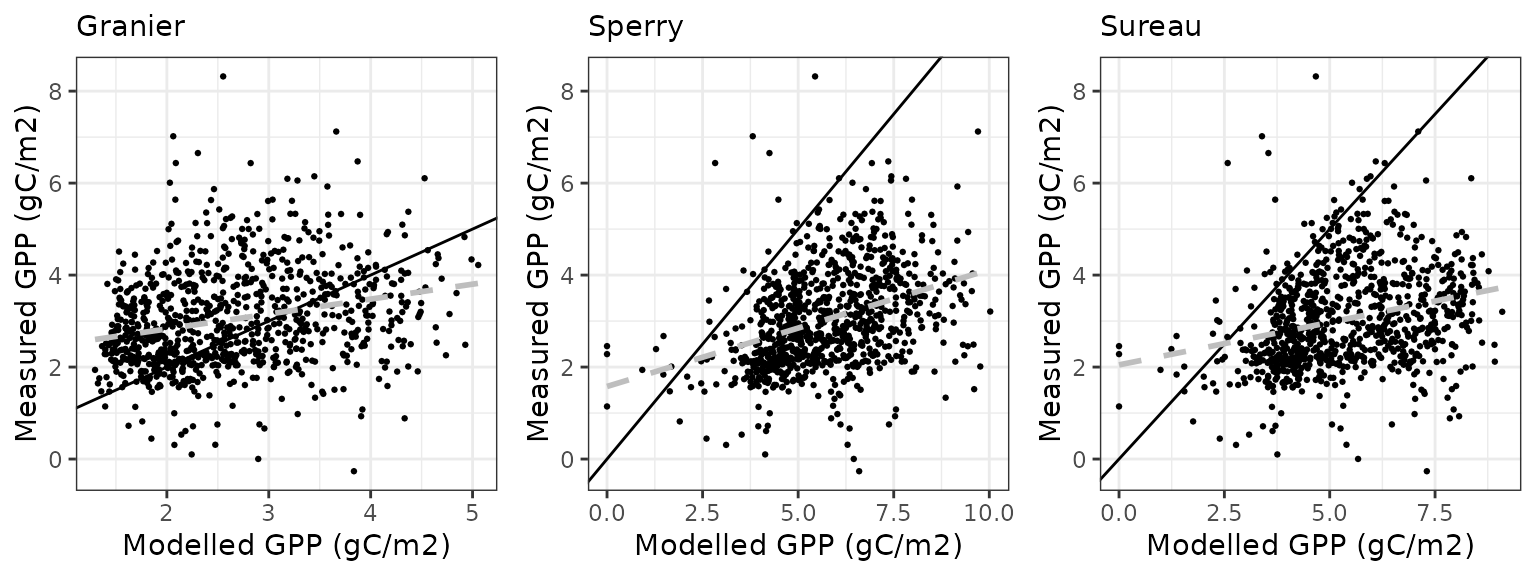 Granier
Measured GPP (gC/m2)
8
6
4
2
0
2 3 4 5
Modelled GPP (gC/m2)
Sperry
Measured GPP (gC/m2)
8
6
4
2
0
0.0 2.5 5.0 7.5 10.0
Modelled GPP (gC/m2)
Sureau
Measured GPP (gC/m2)
8
6
4
2
0
0.0 2.5 5.0 7.5
Modelled GPP (gC/m2)